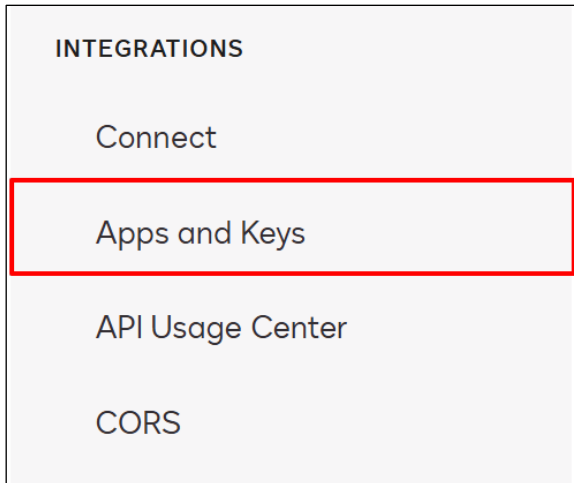 INTEGRATIONS
Connect
Apps and Keys
API Usage Center
CORS